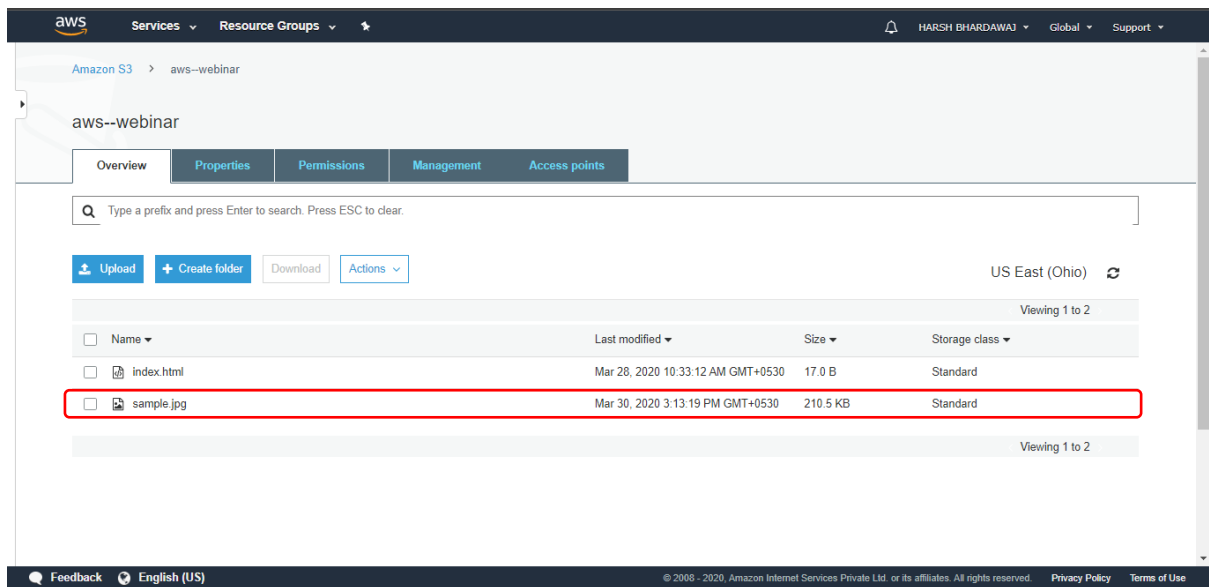 aws Services Resource Groups HARSH BHARDAWAJ Global Support
Amazon S3 > aws--webinar
aws--webinar
Overview Properties Permissions Management Access points
Type a prefix and press Enter to search. Press ESC to clear.
Upload + Create folder Download Actions US East (Ohio)
Viewing 1 to 2
Name Last modified Size Storage class
index.html Mar 28, 2020 10:33:12 AM GMT+0530 17.0 B Standard
sample.jpg Mar 30, 2020 3:13:19 PM GMT+0530 210.5 KB Standard
Viewing 1 to 2
Feedback English (US) © 2008 - 2020, Amazon Internet Services Private Ltd. or its affiliates. All rights reserved. Privacy Policy Terms of Use